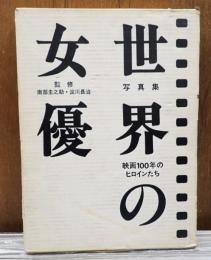 世界の
女優
写真集
映画100年の
ヒロインたち
監修
南部圭之助・淀川長治